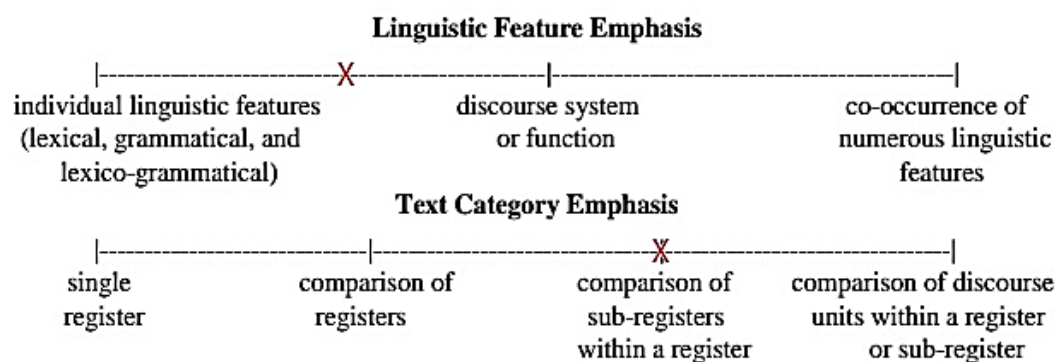 Linguistic Feature Emphasis
|---------------------------X----------------------|--------------------------------------------|
individual linguistic features discourse system co-occurrence of
(lexical, grammatical, and or function numerous linguistic
lexico-grammatical) features
Text Category Emphasis
|-----------------------------|-------------------------------X-------------------------------|
single comparison of comparison of comparison of discourse
register registers sub-registers units within a register
within a register or sub-register